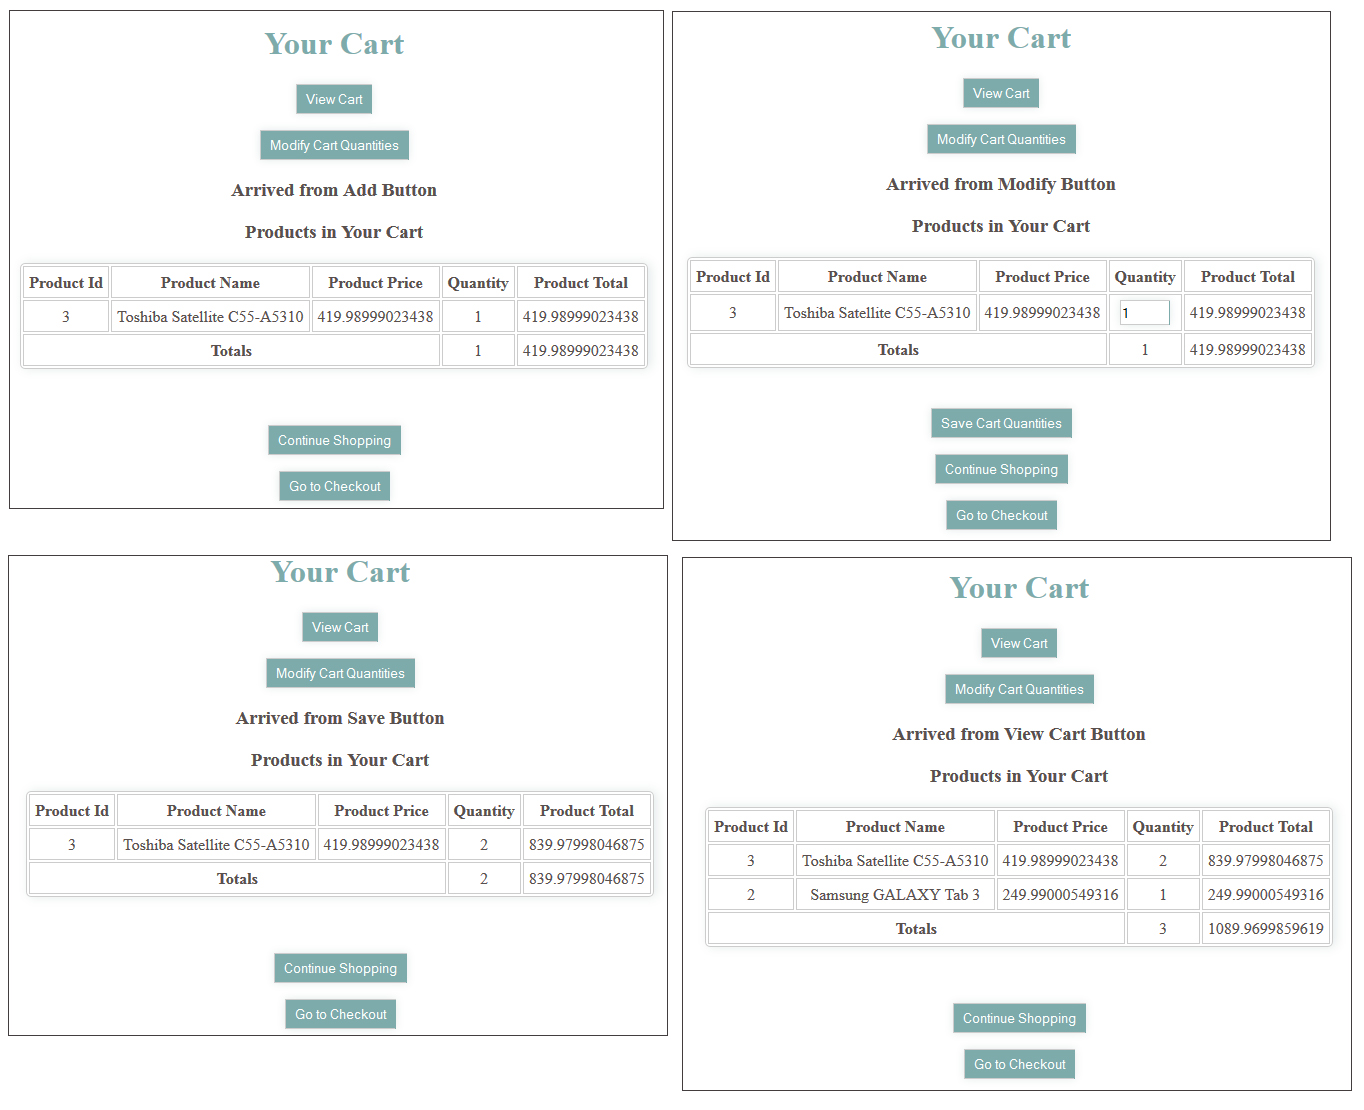 Your Cart
View Cart
Modify Cart Quantities
Arrived from Add Button
Products in Your Cart
Product Id Product Name Product Price Quantity Product Total
3 Toshiba Satellite C55-A5310 419.98999023438 1 419.98999023438
Totals 1 419.98999023438
Continue Shopping
Go to Checkout
Your Cart
View Cart
Modify Cart Quantities
Arrived from Modify Button
Products in Your Cart
Product Id Product Name Product Price Quantity Product Total
3 Toshiba Satellite C55-A5310 419.98999023438 1 419.98999023438
Totals 1 419.98999023438
Save Cart Quantities
Continue Shopping
Go to Checkout
Your Cart
View Cart
Modify Cart Quantities
Arrived from Save Button
Products in Your Cart
Product Id Product Name Product Price Quantity Product Total
3 Toshiba Satellite C55-A5310 419.98999023438 2 839.97998046875
Totals 2 839.97998046875
Continue Shopping
Go to Checkout
Your Cart
View Cart
Modify Cart Quantities
Arrived from View Cart Button
Products in Your Cart
Product Id Product Name Product Price Quantity Product Total
3 Toshiba Satellite C55-A5310 419.98999023438 2 839.97998046875
2 Samsung GALAXY Tab 3 249.99000549316 1 249.99000549316
Totals 3 1089.9699859619
Continue Shopping
Go to Checkout